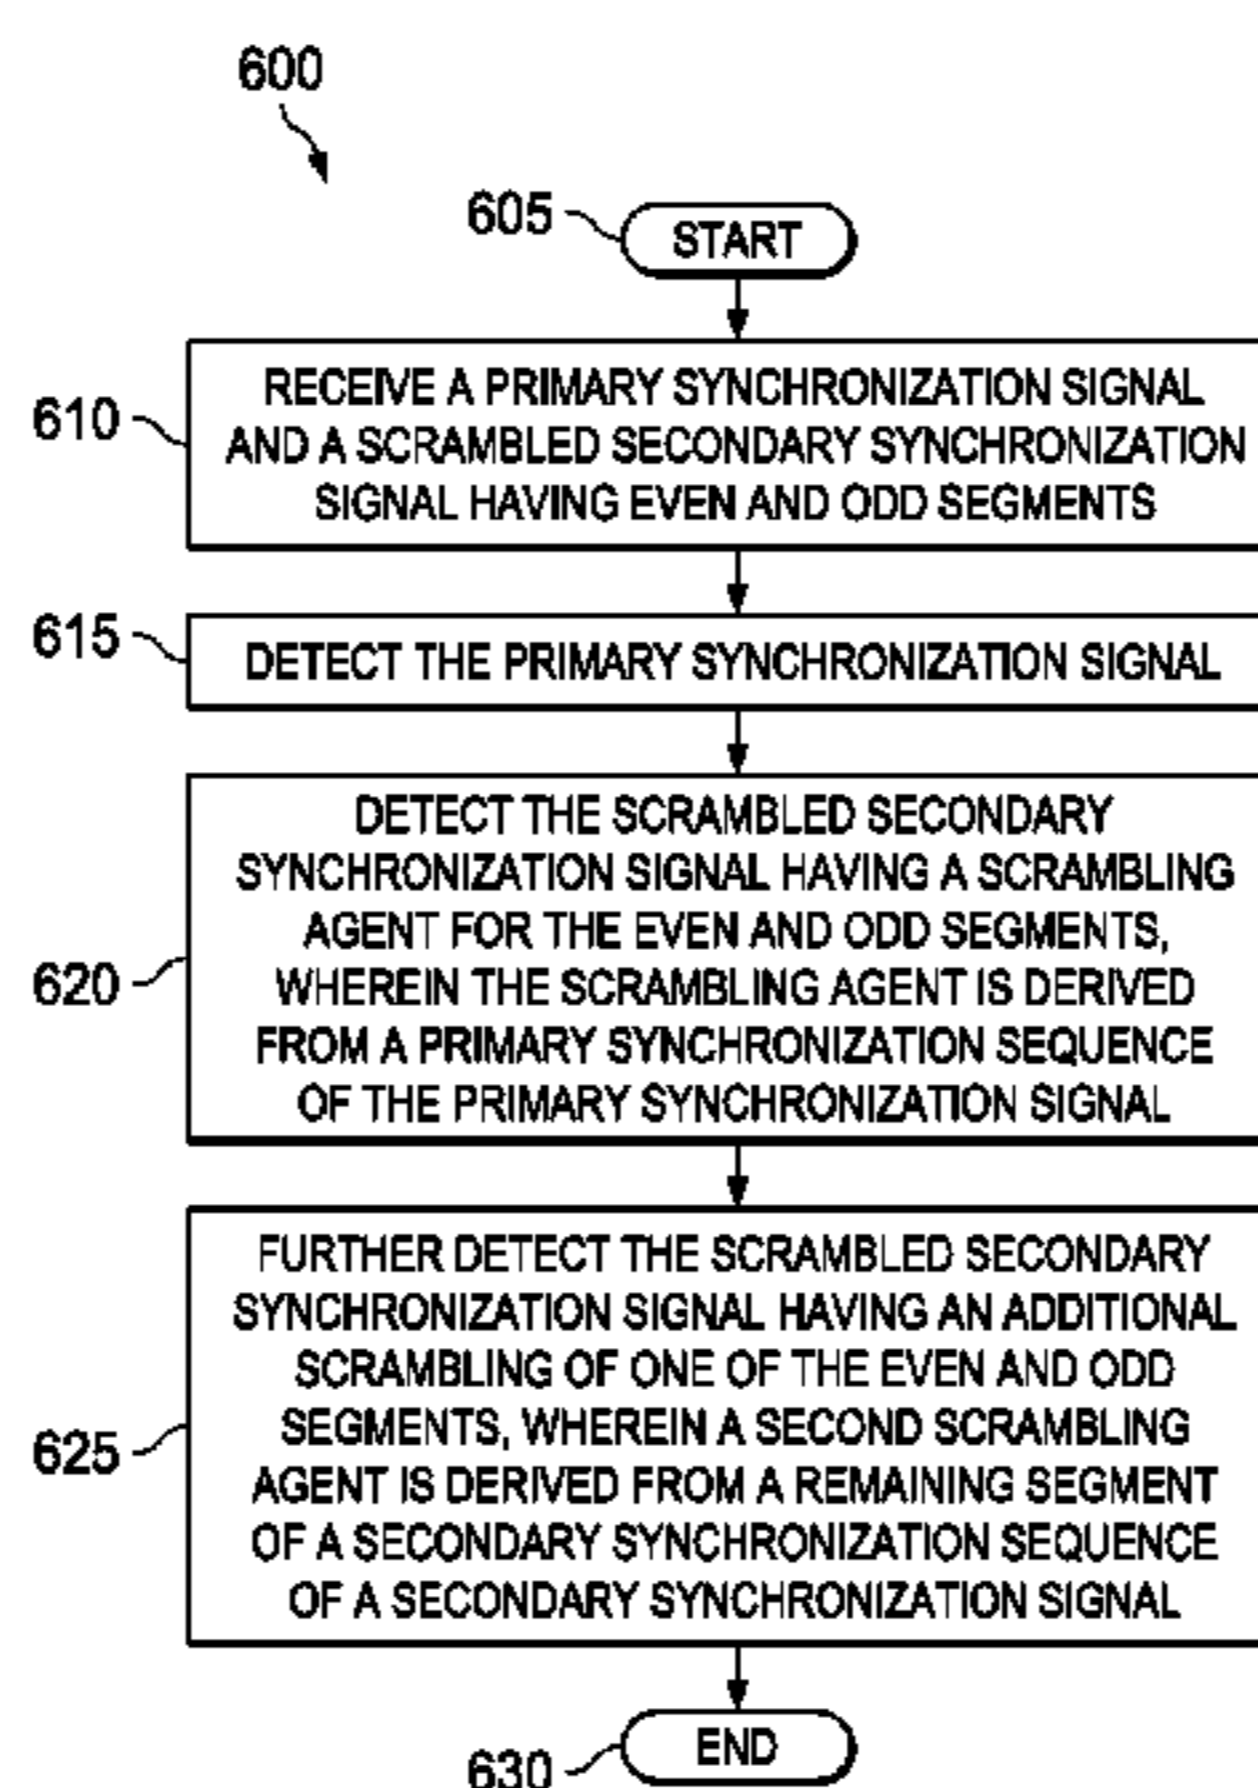 600
605
START
610
RECEIVE A PRIMARY SYNCHRONIZATION SIGNAL
AND A SCRAMBLED SECONDARY SYNCHRONIZATION
SIGNAL HAVING EVEN AND ODD SEGMENTS
615
DETECT THE PRIMARY SYNCHRONIZATION SIGNAL
620
DETECT THE SCRAMBLED SECONDARY
SYNCHRONIZATION SIGNAL HAVING A SCRAMBLING
AGENT FOR THE EVEN AND ODD SEGMENTS,
WHEREIN THE SCRAMBLING AGENT IS DERIVED
FROM A PRIMARY SYNCHRONIZATION SEQUENCE
OF THE PRIMARY SYNCHRONIZATION SIGNAL
625
FURTHER DETECT THE SCRAMBLED SECONDARY
SYNCHRONIZATION SIGNAL HAVING AN ADDITIONAL
SCRAMBLING OF ONE OF THE EVEN AND ODD
SEGMENTS, WHEREIN A SECOND SCRAMBLING
AGENT IS DERIVED FROM A REMAINING SEGMENT
OF A SECONDARY SYNCHRONIZATION SEQUENCE
OF A SECONDARY SYNCHRONIZATION SIGNAL
630
END